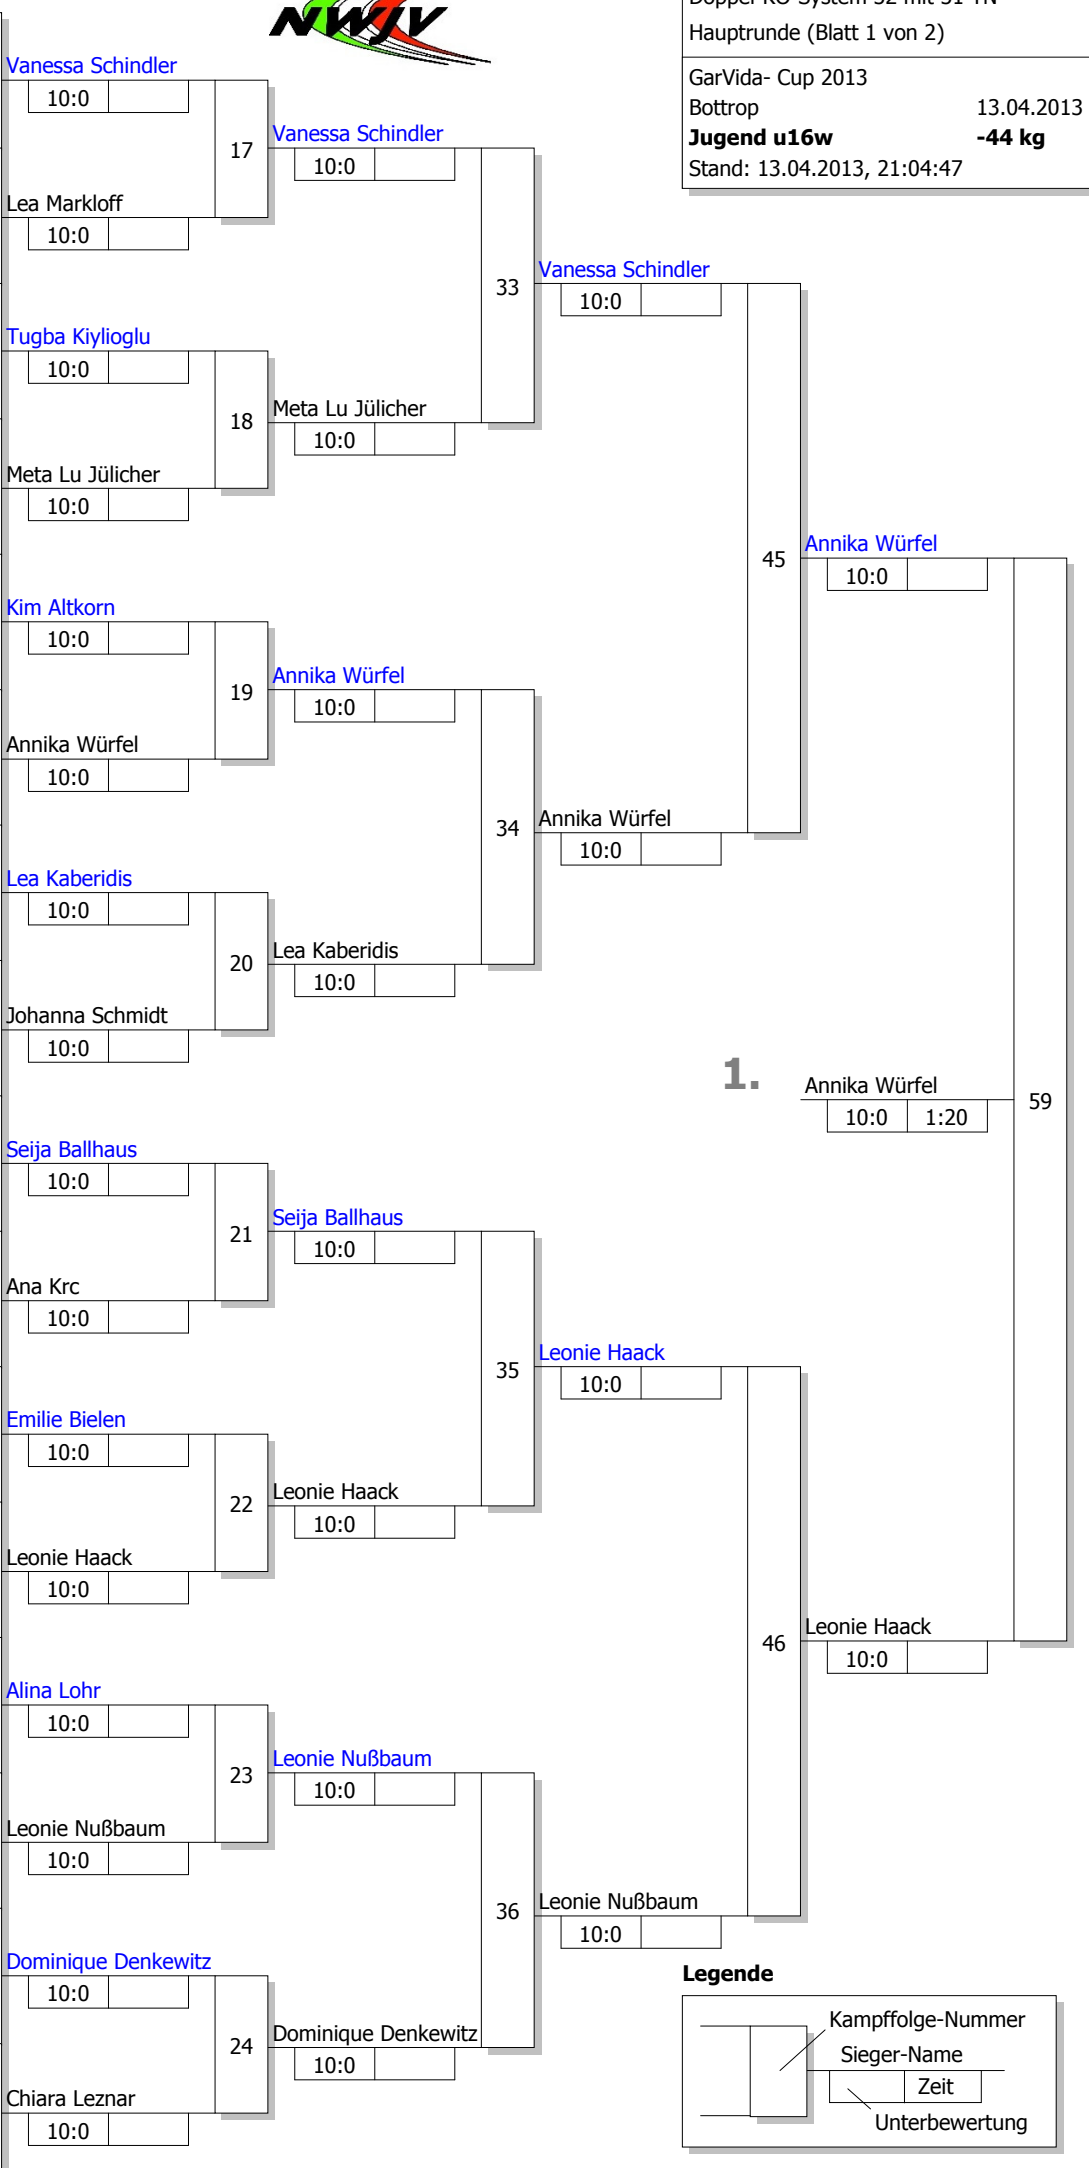 NWJV
Doppel-KO-System 32 mit 31 TN
Hauptrunde (Blatt 1 von 2)
GarVida- Cup 2013
Bottrop 13.04.2013
Jugend u16w -44 kg
Stand: 13.04.2013, 21:04:47
Vanessa Schindler
10:0
17
Vanessa Schindler
10:0
Lea Markloff
10:0
33
Vanessa Schindler
10:0
Tugba Kiylioglu
10:0
18
Meta Lu Jülicher
10:0
Meta Lu Jülicher
10:0
45
Annika Würfel
10:0
Kim Altkorn
10:0
19
Annika Würfel
10:0
Annika Würfel
10:0
34
Annika Würfel
10:0
Lea Kaberidis
10:0
20
Lea Kaberidis
10:0
Johanna Schmidt
10:0
1.
Annika Würfel
10:0 1:20
59
Seija Ballhaus
10:0
21
Seija Ballhaus
10:0
Ana Krc
10:0
35
Leonie Haack
10:0
Emilie Bielen
10:0
22
Leonie Haack
10:0
Leonie Haack
10:0
46
Leonie Haack
10:0
Alina Lohr
10:0
23
Leonie Nußbaum
10:0
Leonie Nußbaum
10:0
36
Leonie Nußbaum
10:0
Dominique Denkewitz
10:0
24
Dominique Denkewitz
10:0
Chiara Leznar
10:0
Legende
Kampffolge-Nummer
Sieger-Name
Zeit
Unterbewertung